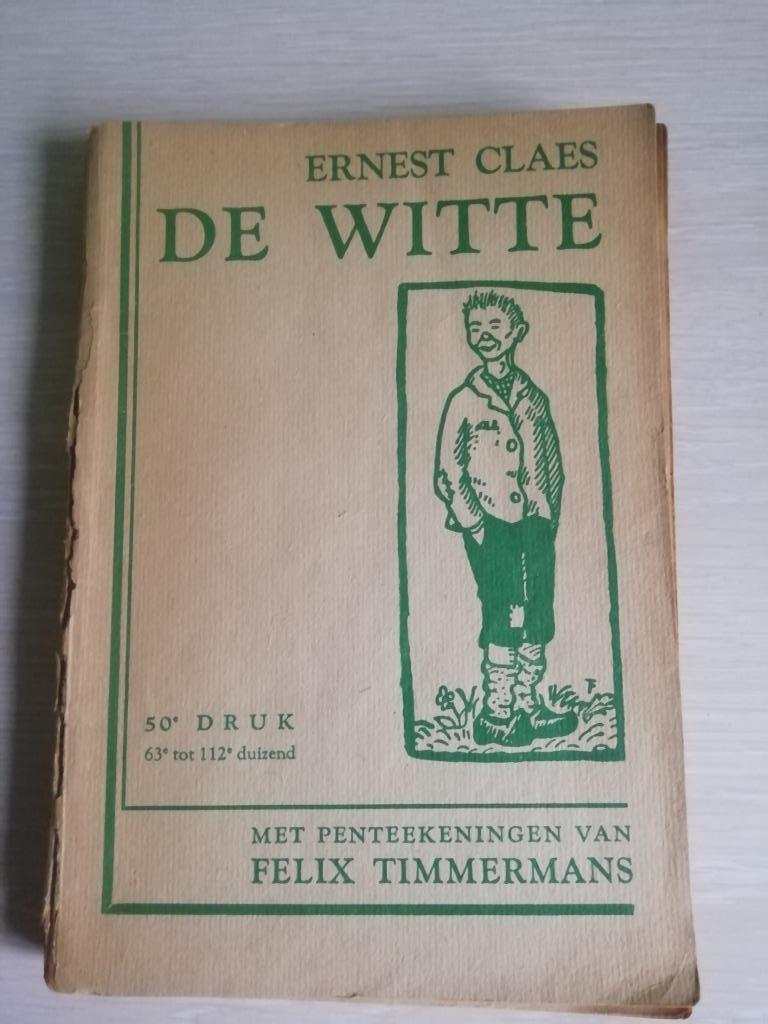 ERNEST CLAES
DE WITTE
50e DRUK
63e tot 112e duizend
MET PENTEEKENINGEN VAN
FELIX TIMMERMANS